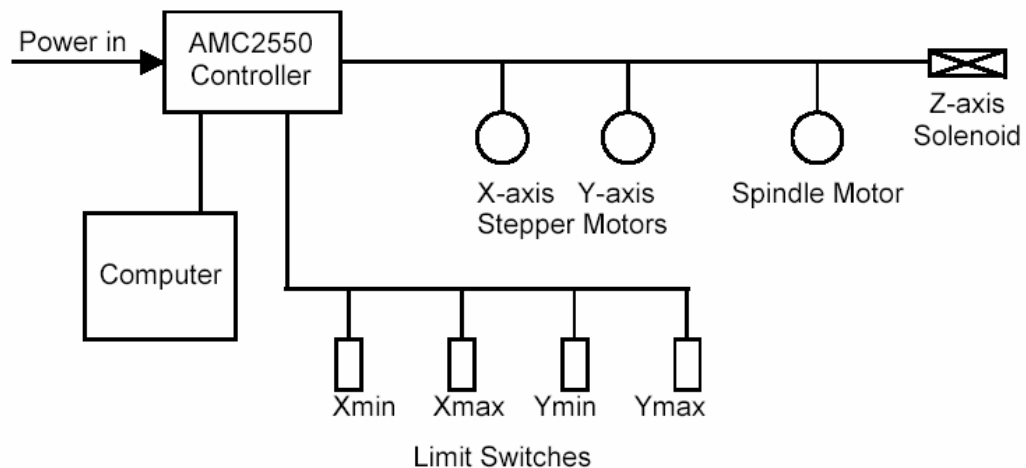 Power in
AMC2550
Controller
Z-axis
Solenoid
X-axis Y-axis
Stepper Motors
Spindle Motor
Computer
Xmin Xmax Ymin Ymax
Limit Switches